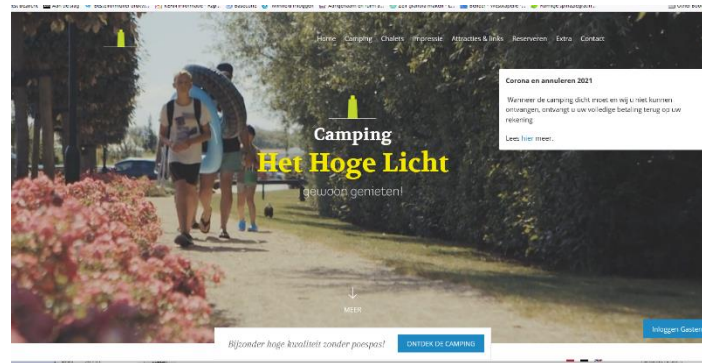 Home Camping Chalets Impressie Attracties & links Reserveren Extra Contact
Corona en annuleren 2021
Wanneer de camping dicht moet en wij u niet kunnen
ontvangen, ontvangt u uw volledige betaling terug op uw
rekening.
Lees hier meer.
Camping
Het Hoge Licht
gewoon genieten!
MEER
Inloggen Gasten
Bijzonder hoge kwaliteit zonder poespas!
ONTDEK DE CAMPING